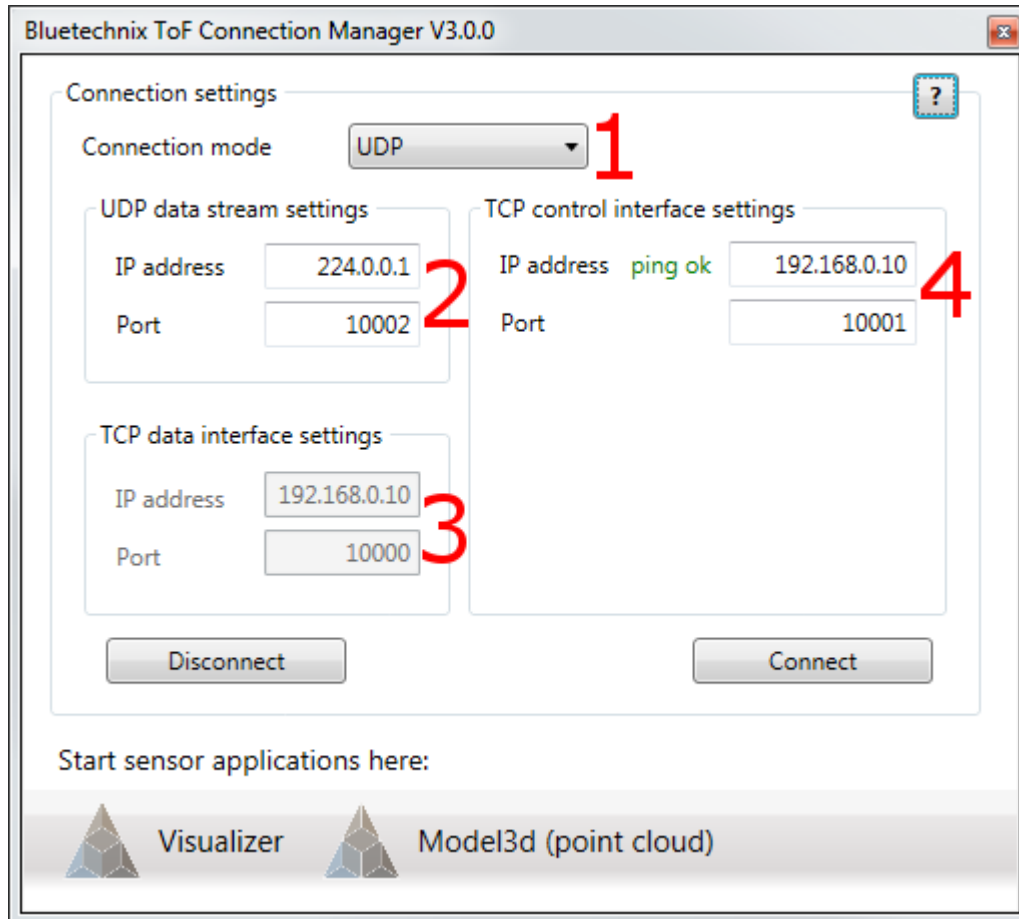 Bluetechnix ToF Connection Manager V3.0.0
Connection settings
?
Connection mode UDP 1
UDP data stream settings
IP address 224.0.0.1
Port 10002
2
TCP control interface settings
IP address ping ok 192.168.0.10
Port 10001
4
TCP data interface settings
IP address 192.168.0.10
Port 10000
3
Disconnect
Connect
Start sensor applications here:
Visualizer Model3d (point cloud)